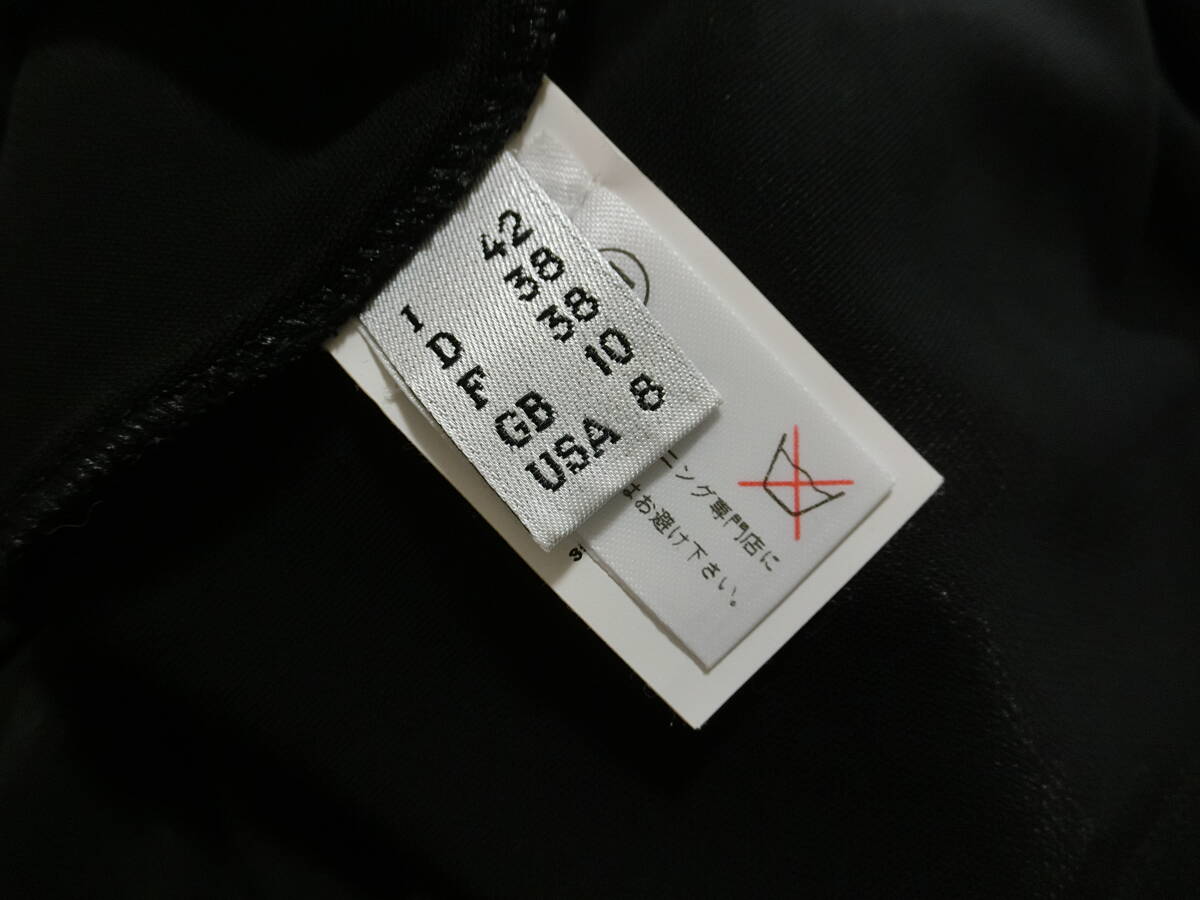 I 42
D 38
F 38
GB 10
USA 8
ニング専門店に
はお避け下さい。